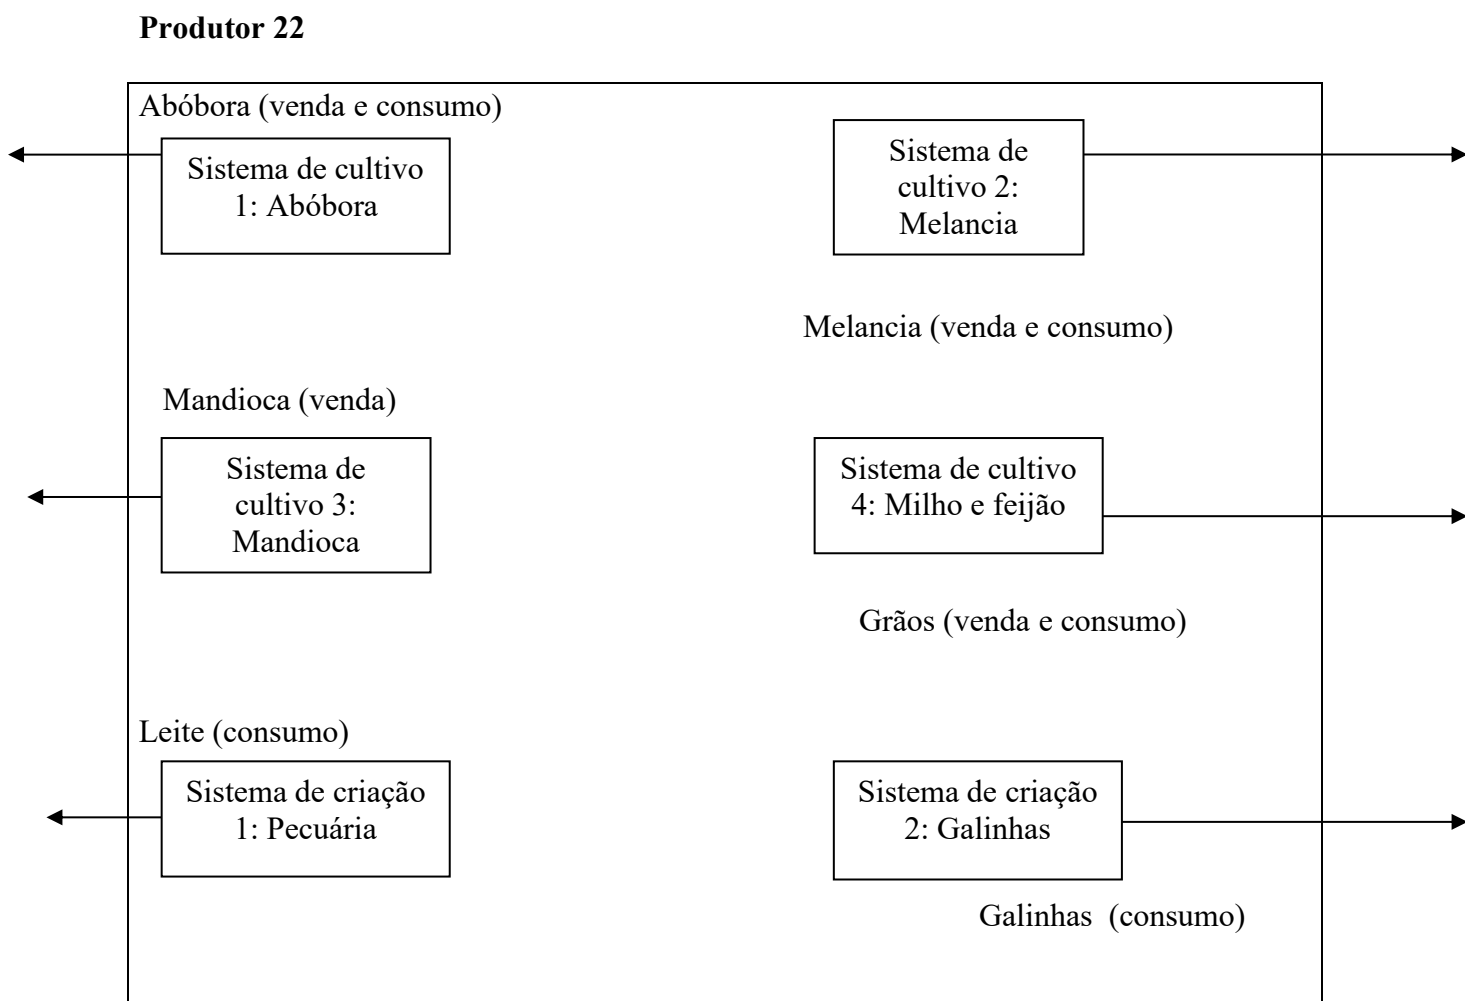 Produtor 22
Abóbora (venda e consumo)
Sistema de cultivo
1: Abóbora
Sistema de
cultivo 2:
Melancia
Melancia (venda e consumo)
Mandioca (venda)
Sistema de
cultivo 3:
Mandioca
Sistema de cultivo
4: Milho e feijão
Grãos (venda e consumo)
Leite (consumo)
Sistema de criação
1: Pecuária
Sistema de criação
2: Galinhas
Galinhas  (consumo)